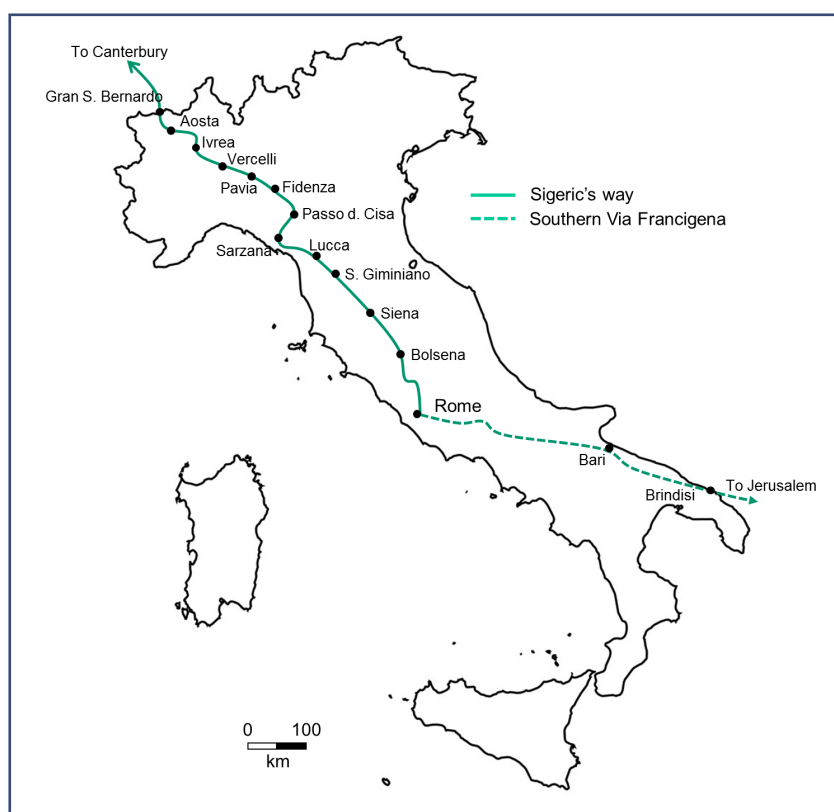 To Canterbury
Gran S. Bernardo
Aosta
Ivrea
Vercelli
Pavia
Fidenza
Passo d. Cisa
Sigeric's way
Southern Via Francigena
Sarzana
Lucca
S. Giminiano
Siena
Bolsena
Rome
Bari
To Jerusalem
Brindisi
0 100
km